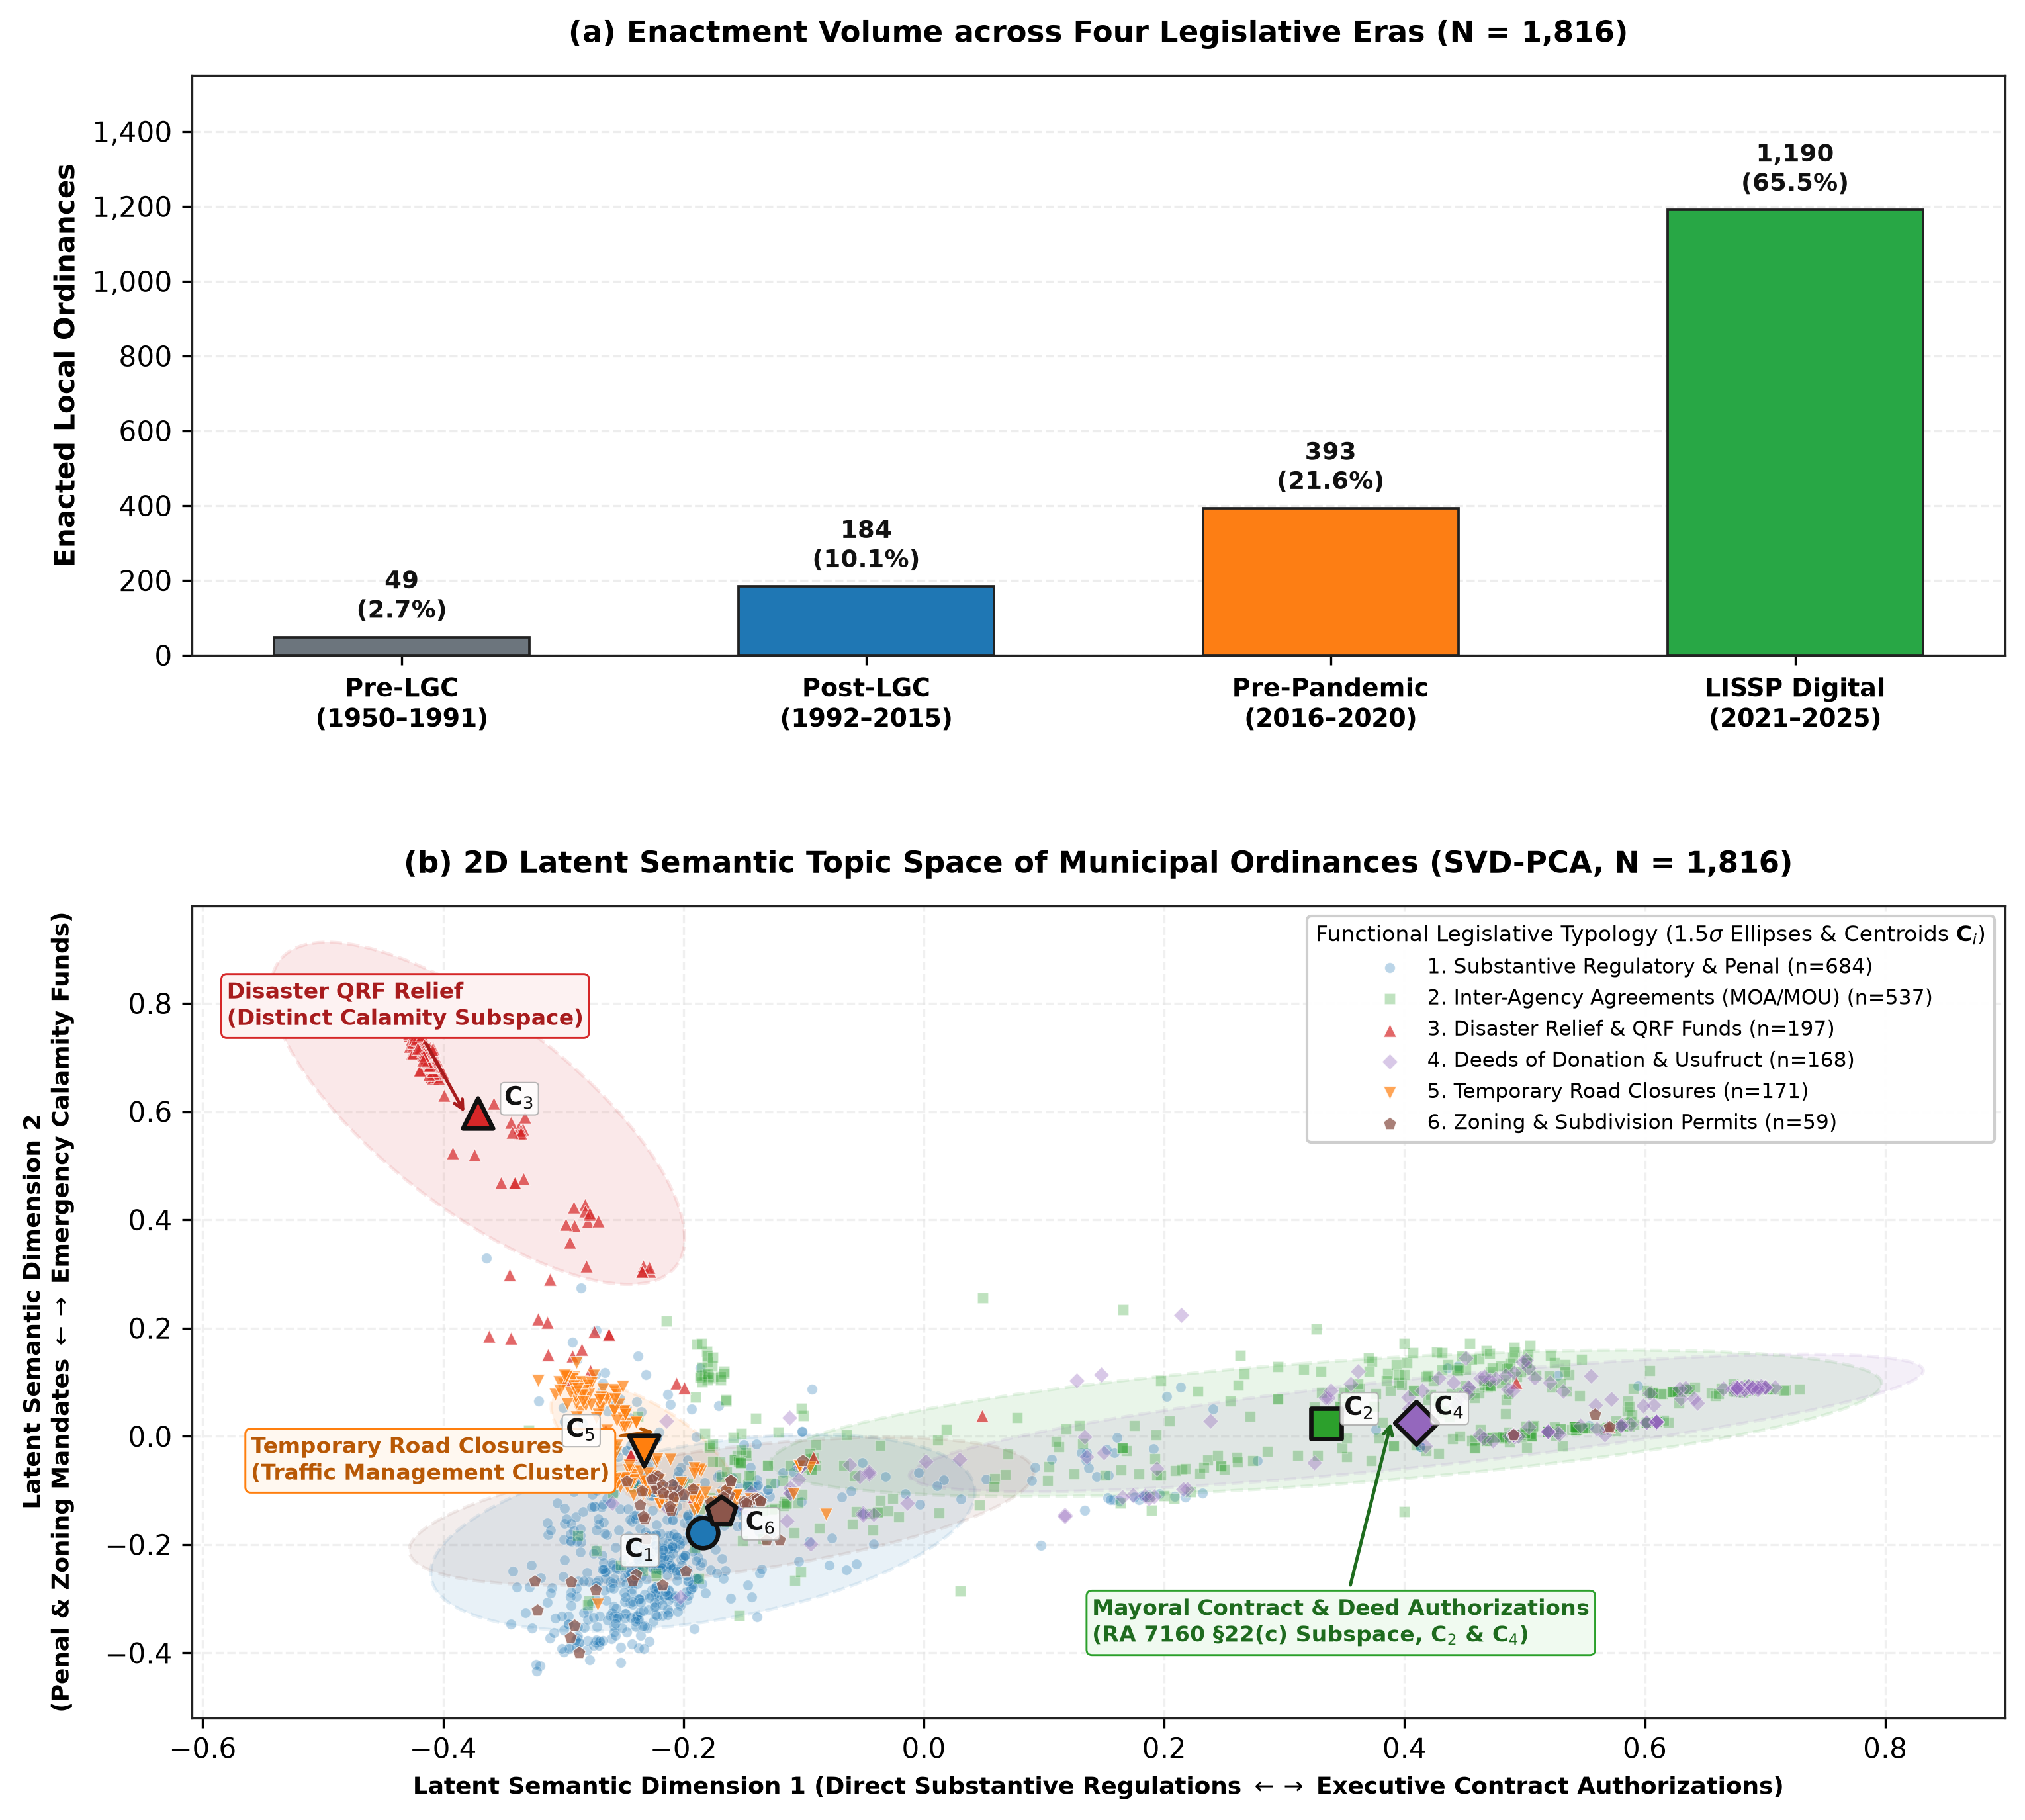 (a) Enactment Volume across Four Legislative Eras (N = 1,816)
Enacted Local Ordinances
1,400
1,200
1,000
800
600
400
200
0
49
(2.7%)
184
(10.1%)
393
(21.6%)
1,190
(65.5%)
Pre-LGC
(1950–1991)
Post-LGC
(1992–2015)
Pre-Pandemic
(2016–2020)
LISSP Digital
(2021–2025)
(b) 2D Latent Semantic Topic Space of Municipal Ordinances (SVD-PCA, N = 1,816)
Latent Semantic Dimension 2
(Penal & Zoning Mandates ← → Emergency Calamity Funds)
0.8
0.6
0.4
0.2
0.0
−0.2
−0.4
Functional Legislative Typology (1.5σ Ellipses & Centroids C_i)
1. Substantive Regulatory & Penal (n=684)
2. Inter-Agency Agreements (MOA/MOU) (n=537)
3. Disaster Relief & QRF Funds (n=197)
4. Deeds of Donation & Usufruct (n=168)
5. Temporary Road Closures (n=171)
6. Zoning & Subdivision Permits (n=59)
Disaster QRF Relief
(Distinct Calamity Subspace)
C₃
C₂
C₄
C₅
Temporary Road Closures
(Traffic Management Cluster)
C₆
C₁
Mayoral Contract & Deed Authorizations
(RA 7160 §22(c) Subspace, C₂ & C₄)
−0.6
−0.4
−0.2
0.0
0.2
0.4
0.6
0.8
Latent Semantic Dimension 1 (Direct Substantive Regulations ← → Executive Contract Authorizations)